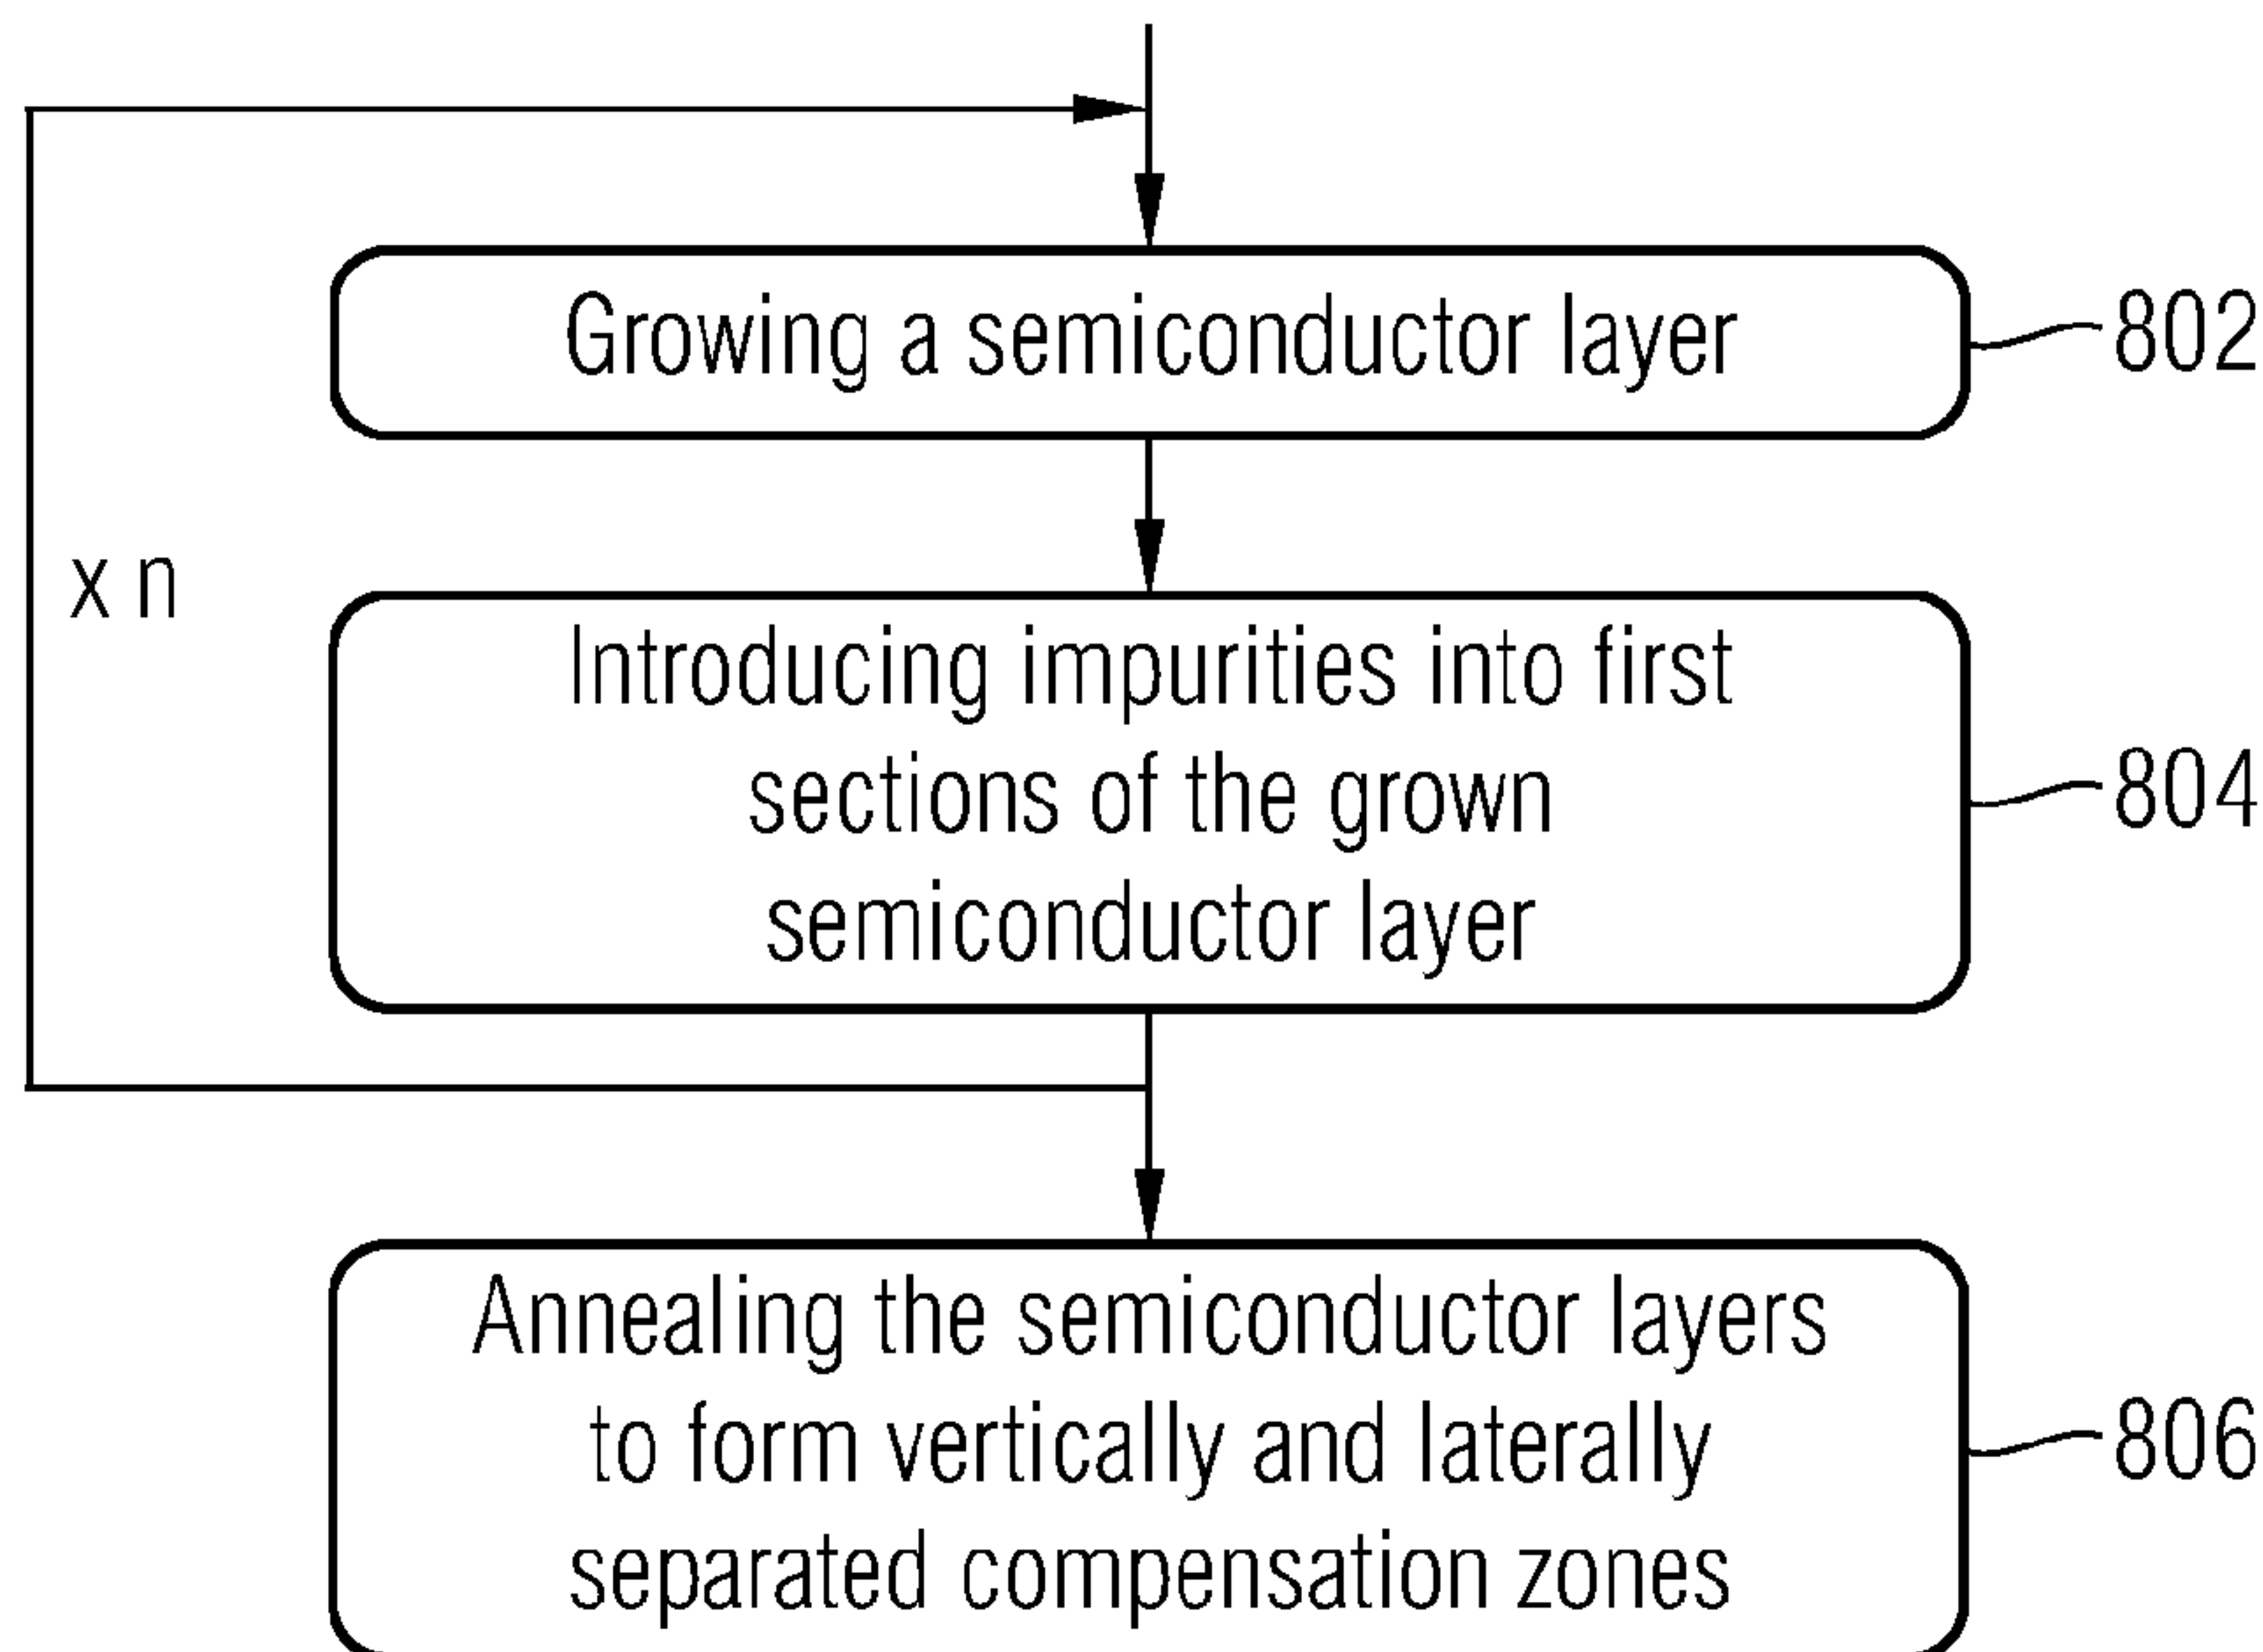 Growing a semiconductor layer
802
x n
Introducing impurities into first
sections of the grown
semiconductor layer
804
Annealing the semiconductor layers
to form vertically and laterally
separated compensation zones
806